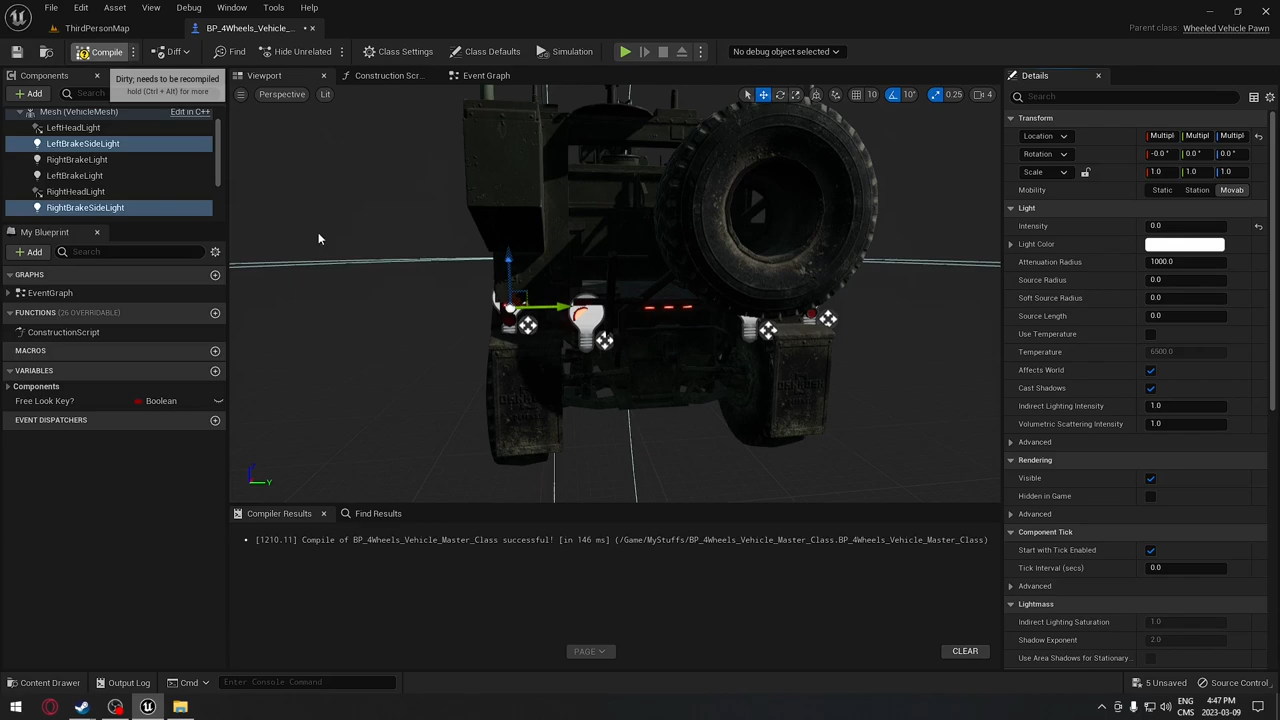 File Edit Asset View Debug Window Tools Help
ThirdPersonMap
BP_4Wheels_Vehicle_...
Parent class: Wheeled Vehicle Pawn
Compile
Diff
Find
Hide Unrelated
Class Settings
Class Defaults
Simulation
No debug object selected
Components
Dirty; needs to be recompiled
hold (Ctrl + Alt) for more
Viewport
Construction Scr...
Event Graph
Details
Add
Search
Perspective
Lit
10
10°
0.25
4
Search
Mesh (VehicleMesh)
Edit in C++
LeftHeadLight
LeftBrakeSideLight
RightBrakeLight
LeftBrakeLight
RightHeadLight
RightBrakeSideLight
My Blueprint
Add
Search
GRAPHS
EventGraph
FUNCTIONS (26 OVERRIDABLE)
ConstructionScript
MACROS
VARIABLES
Components
Free Look Key?
Boolean
EVENT DISPATCHERS
Z
Y
Compiler Results
Find Results
[1210.11] Compile of BP_4Wheels_Vehicle_Master_Class successful! [in 146 ms] (/Game/MyStuffs/BP_4Wheels_Vehicle_Master_Class.BP_4Wheels_Vehicle_Master_Class)
PAGE
CLEAR
Transform
Location Multipl Multipl Multipl
Rotation -0.0 ° 0.0 ° 0.0 °
Scale 1.0 1.0 1.0
Mobility Static Station Movab
Light
Intensity 0.0
Light Color
Attenuation Radius 1000.0
Source Radius 0.0
Soft Source Radius 0.0
Source Length 0.0
Use Temperature
Temperature 6500.0
Affects World
Cast Shadows
Indirect Lighting Intensity 1.0
Volumetric Scattering Intensity 1.0
Advanced
Rendering
Visible
Hidden in Game
Advanced
Component Tick
Start with Tick Enabled
Tick Interval (secs) 0.0
Advanced
Lightmass
Indirect Lighting Saturation 1.0
Shadow Exponent 2.0
Use Area Shadows for Stationary...
Content Drawer
Output Log
Cmd
Enter Console Command
5 Unsaved
Source Control
ENG
CMS
4:47 PM
2023-03-09